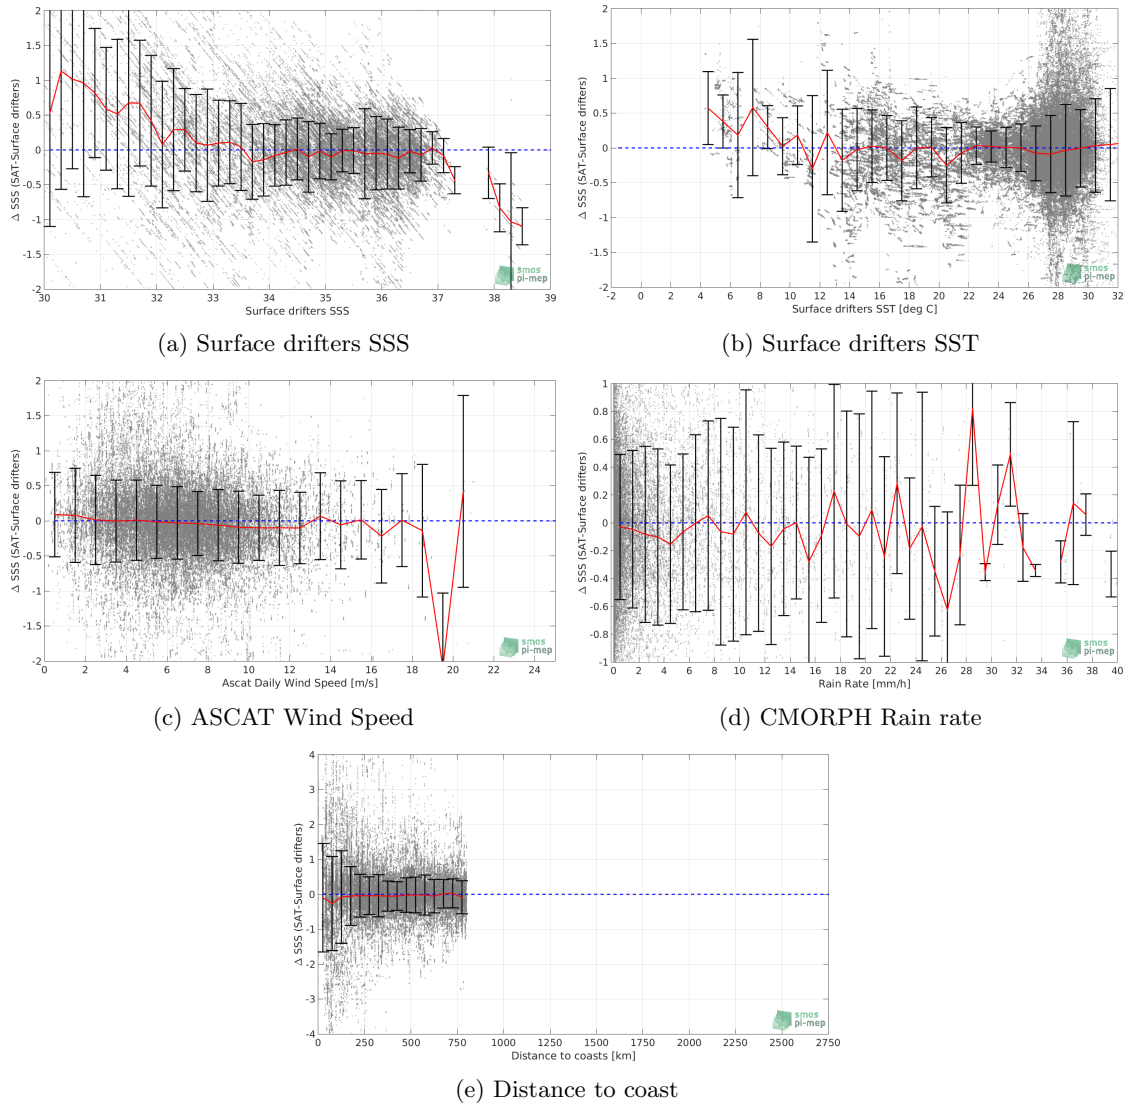 2
1.5
1
0.5
0
-0.5
-1
-1.5
-2
Δ SSS (SAT-Surface drifters)
30 31 32 33 34 35 36 37 38 39
Surface drifters SSS
smos
pi-mep
(a) Surface drifters SSS
2
1.5
1
0.5
0
-0.5
-1
-1.5
-2
Δ SSS (SAT-Surface drifters)
-2 0 2 4 6 8 10 12 14 16 18 20 22 24 26 28 30 32
Surface drifters SST [deg C]
smos
pi-mep
(b) Surface drifters SST
2
1.5
1
0.5
0
-0.5
-1
-1.5
-2
Δ SSS (SAT-Surface drifters)
0 2 4 6 8 10 12 14 16 18 20 22 24
Ascat Daily Wind Speed [m/s]
smos
pi-mep
(c) ASCAT Wind Speed
1
0.8
0.6
0.4
0.2
0
-0.2
-0.4
-0.6
-0.8
-1
Δ SSS (SAT-Surface drifters)
0 2 4 6 8 10 12 14 16 18 20 22 24 26 28 30 32 34 36 38 40
Rain Rate [mm/h]
smos
pi-mep
(d) CMORPH Rain rate
4
3
2
1
0
-1
-2
-3
-4
Δ SSS (SAT-Surface drifters)
0 250 500 750 1000 1250 1500 1750 2000 2250 2500 2750
Distance to coasts [km]
smos
pi-mep
(e) Distance to coast